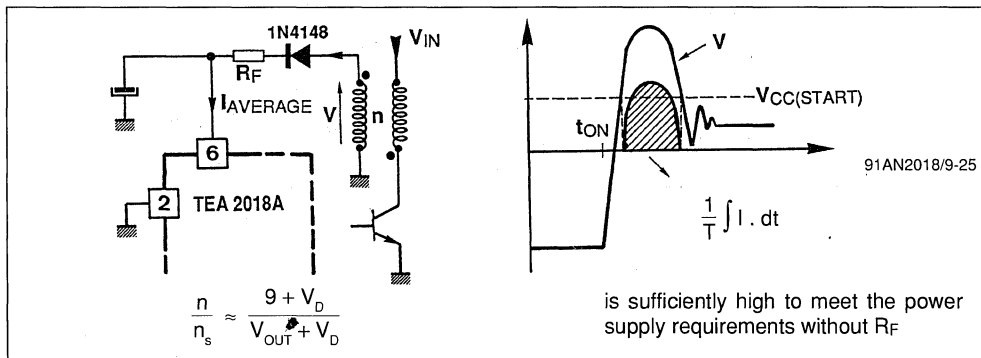 1N4148
V_IN
R_F
I_AVERAGE
V
n
6
2
TEA 2018A
n/n_s ≈ (9 + V_D)/(V_OUT + V_D)
V
V_CC(START)
t_ON
91AN2018/9-25
1/T ∫ I . dt
is sufficiently high to meet the power
supply requirements without R_F